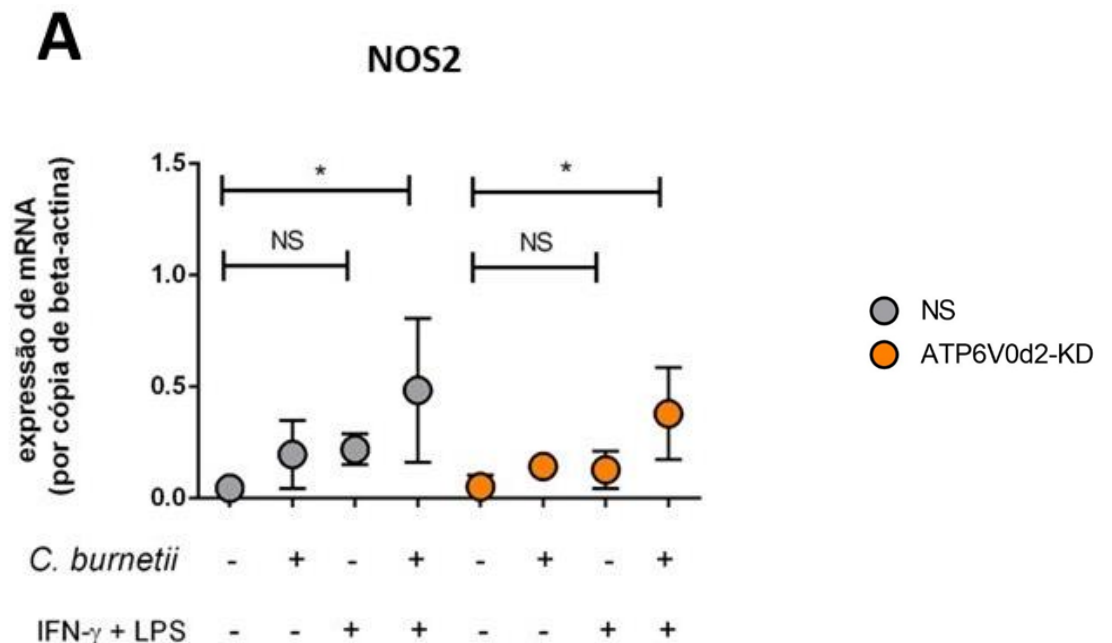 A
NOS2
expressão de mRNA
(por cópia de beta-actina)
1.5
1.0
0.5
0.0
*
*
NS
NS
NS
ATP6V0d2-KD
C. burnetii - + - + - + - +
IFN-γ + LPS - - + + - - + +